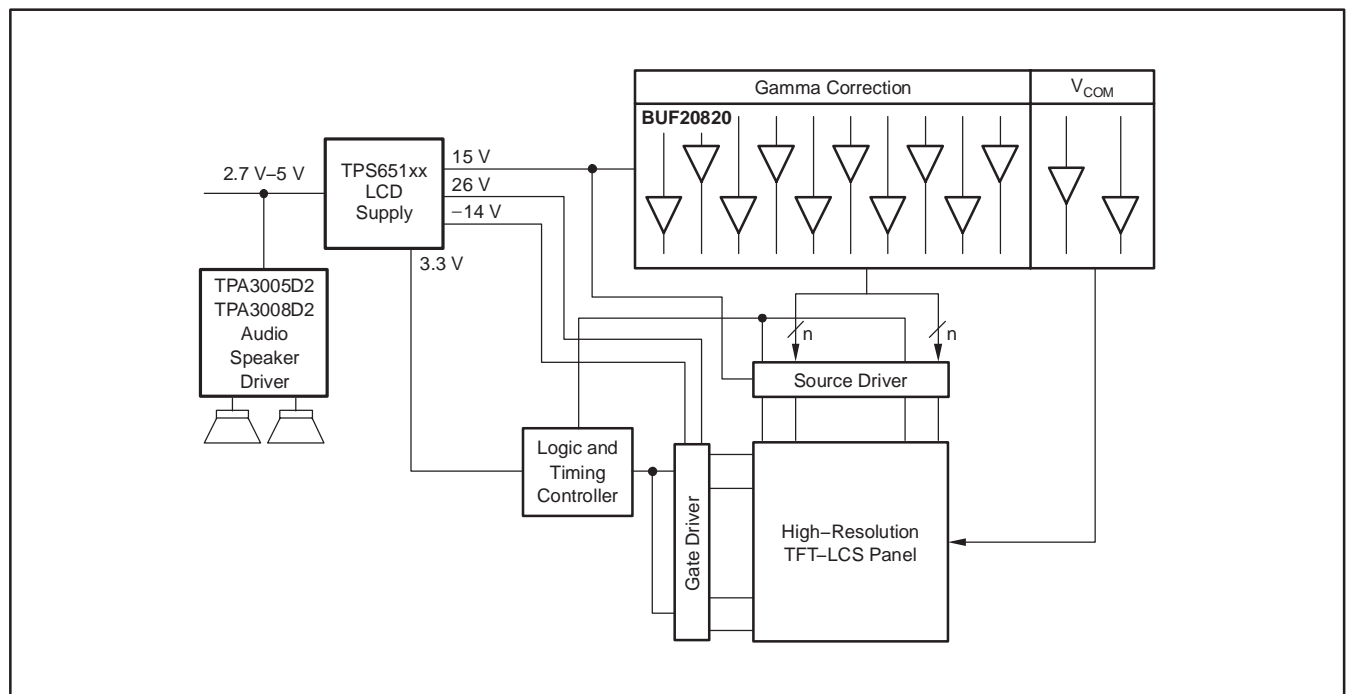 Gamma Correction
V_COM
BUF20820
2.7 V–5 V
TPS651xx
LCD
Supply
15 V
26 V
–14 V
3.3 V
TPA3005D2
TPA3008D2
Audio
Speaker
Driver
n
n
Source Driver
Logic and
Timing
Controller
Gate Driver
High–Resolution
TFT–LCS Panel